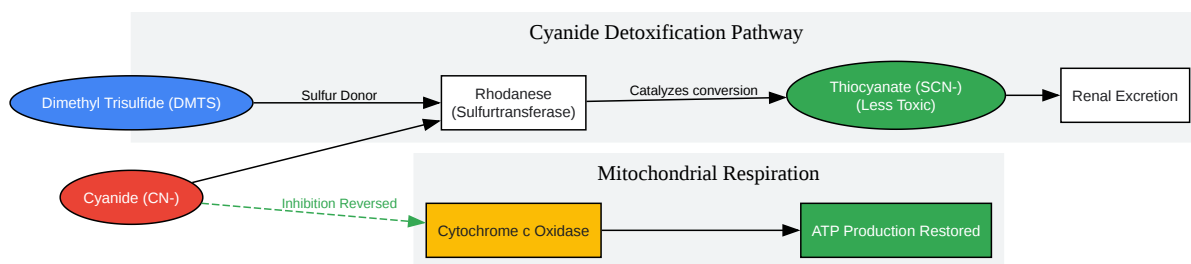 Cyanide Detoxification Pathway
Dimethyl Trisulfide (DMTS)
Sulfur Donor
Rhodanese
(Sulfurtransferase)
Catalyzes conversion
Thiocyanate (SCN-)
(Less Toxic)
Renal Excretion
Mitochondrial Respiration
Cyanide (CN-)
Inhibition Reversed
Cytochrome c Oxidase
ATP Production Restored